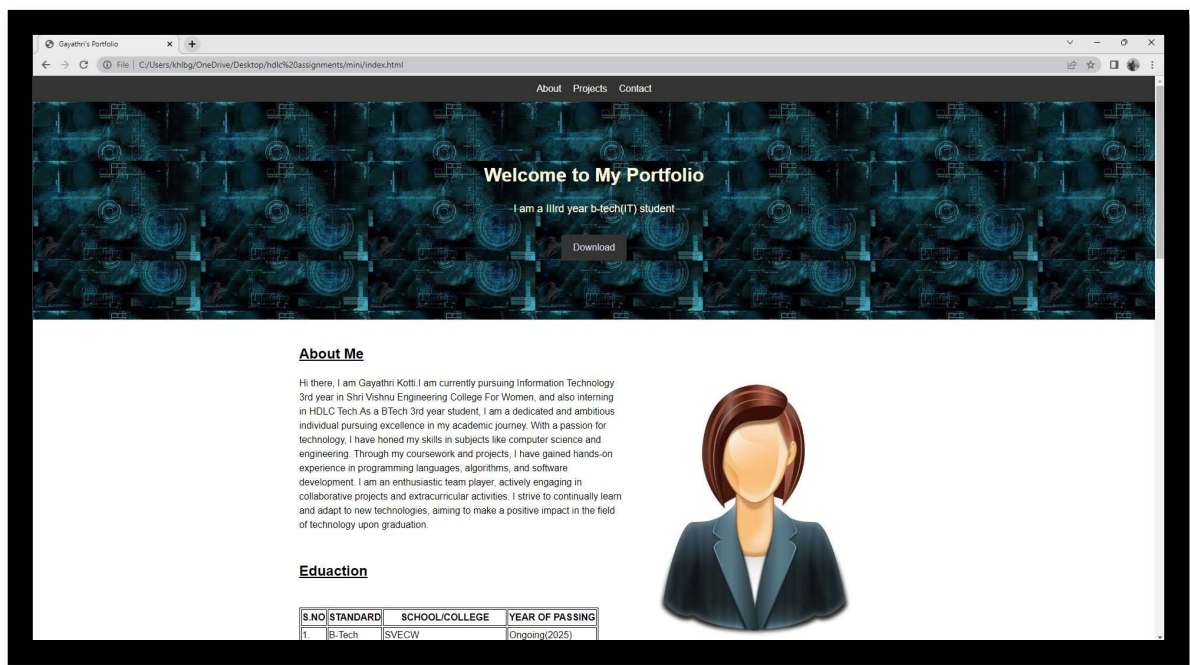 Gayathri's Portfolio
File | C:/Users/khlbg/OneDrive/Desktop/hdlc%20assignments/mini/index.html
About Projects Contact
Welcome to My Portfolio
I am a IIIrd year b-tech(IT) student
Download
About Me
Hi there, I am Gayathri Kotti.I am currently pursuing Information Technology
3rd year in Shri Vishnu Engineering College For Women, and also interning
in HDLC Tech.As a BTech 3rd year student, I am a dedicated and ambitious
individual pursuing excellence in my academic journey. With a passion for
technology, I have honed my skills in subjects like computer science and
engineering. Through my coursework and projects, I have gained hands-on
experience in programming languages, algorithms, and software
development. I am an enthusiastic team player, actively engaging in
collaborative projects and extracurricular activities. I strive to continually learn
and adapt to new technologies, aiming to make a positive impact in the field
of technology upon graduation.
Eduaction
S.NO STANDARD SCHOOL/COLLEGE YEAR OF PASSING
1. B-Tech SVECW Ongoing(2025)